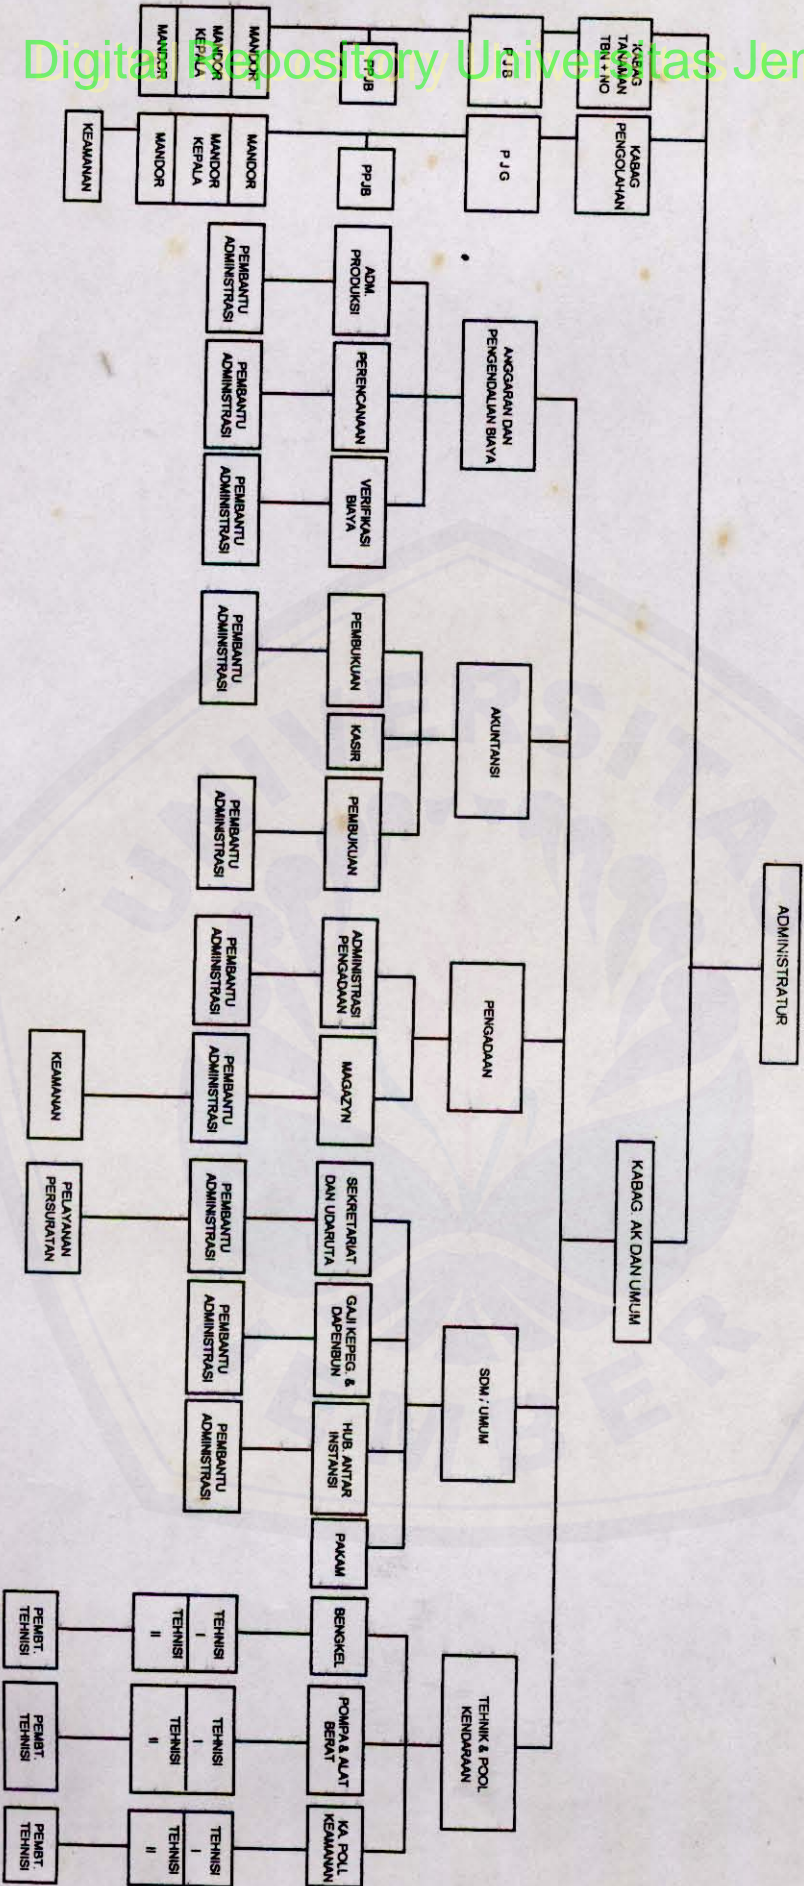 Digital Repository Universitas Jem
ADMINISTRATUR
KABAG
TANAMAN
TBN + NO
KABAG
PENGOLAHAN
KABAG. AK DAN UMUM
P J B
P J G
ANGGARAN DAN
PENGENDALIAN BIAYA
AKUNTANSI
PENGADAAN
SDM / UMUM
TEHNIK & POOL
KENDARAAN
PPJB
PPJB
ADM.
PRODUKSI
PERENCANAAN
VERIFIKASI
BIAYA
PEMBUKUAN
KASIR
PEMBUKUAN
ADMINISTRASI
PENGADAAN
MAGAZYN
SEKRETARIAT
DAN UDARUTA
GAJI KEPEG. &
DAPENBUN
HUB. ANTAR
INSTANSI
PAKAM
BENGKEL
POMPA & ALAT
BERAT
KA. POLL
KEAMANAN
MANDOR
MANDOR
KEPALA
MANDOR
MANDOR
MANDOR
KEPALA
MANDOR
PEMBANTU
ADMINISTRASI
PEMBANTU
ADMINISTRASI
PEMBANTU
ADMINISTRASI
PEMBANTU
ADMINISTRASI
PEMBANTU
ADMINISTRASI
PEMBANTU
ADMINISTRASI
PEMBANTU
ADMINISTRASI
PEMBANTU
ADMINISTRASI
PEMBANTU
ADMINISTRASI
PEMBANTU
ADMINISTRASI
TEHNISI
I
TEHNISI
II
TEHNISI
I
TEHNISI
II
TEHNISI
I
TEHNISI
II
KEAMANAN
KEAMANAN
PELAYANAN
PERSURATAN
PEMBT.
TEHNISI
PEMBT.
TEHNISI
PEMBT.
TEHNISI
UNIVERSITAS
JEMBER